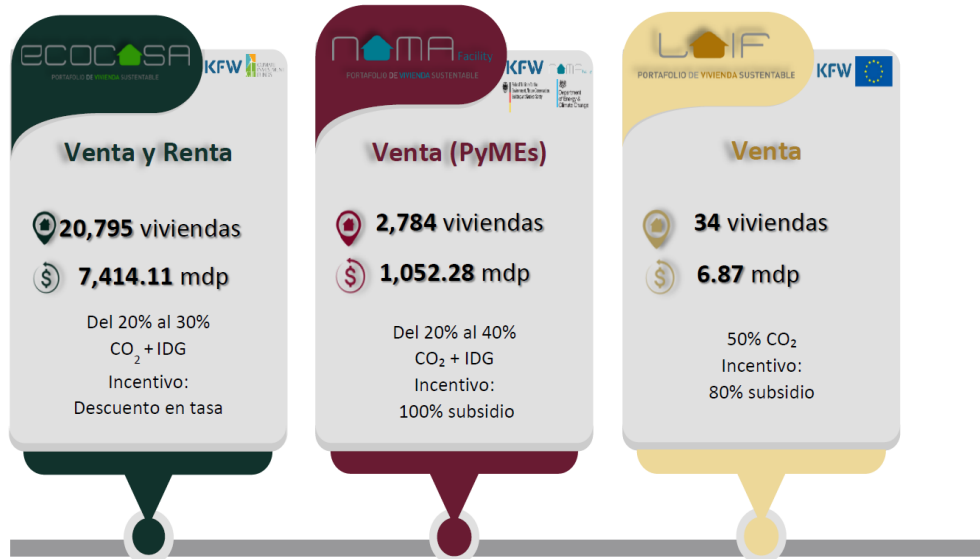 ECOCASA
PORTAFOLIO DE VIVIENDA SUSTENTABLE
KFW
Venta y Renta
20,795 viviendas
$ 7,414.11 mdp
Del 20% al 30%
CO₂ + IDG
Incentivo:
Descuento en tasa
NAMA Facility
PORTAFOLIO DE VIVIENDA SUSTENTABLE
KFW
Department
of Energy &
Climate Change
Venta (PyMEs)
2,784 viviendas
$ 1,052.28 mdp
Del 20% al 40%
CO₂ + IDG
Incentivo:
100% subsidio
LAIF
PORTAFOLIO DE VIVIENDA SUSTENTABLE
KFW
Venta
34 viviendas
$ 6.87 mdp
50% CO₂
Incentivo:
80% subsidio